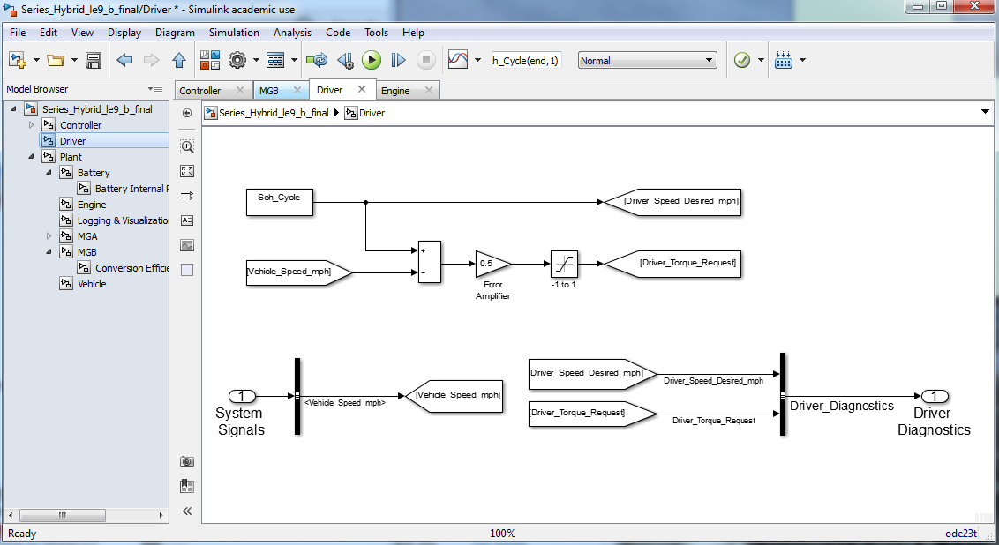 Series_Hybrid_le9_b_final/Driver * - Simulink academic use
File Edit View Display Diagram Simulation Analysis Code Tools Help
h_Cycle(end,1) Normal
Model Browser
Controller MGB Driver Engine
Series_Hybrid_le9_b_final Driver
Series_Hybrid_le9_b_final
Controller
Driver
Plant
Battery
Battery Internal R
Engine
Logging & Visualizatio
MGA
MGB
Conversion Efficie
Vehicle
Sch_Cycle
[Driver_Speed_Desired_mph]
+
[Vehicle_Speed_mph]
−
0.5
[Driver_Torque_Request]
Error
Amplifier
-1 to 1
1
System
Signals
<Vehicle_Speed_mph>
[Vehicle_Speed_mph]
[Driver_Speed_Desired_mph]
Driver_Speed_Desired_mph
[Driver_Torque_Request]
Driver_Torque_Request
Driver_Diagnostics
1
Driver
Diagnostics
Ready 100% ode23t